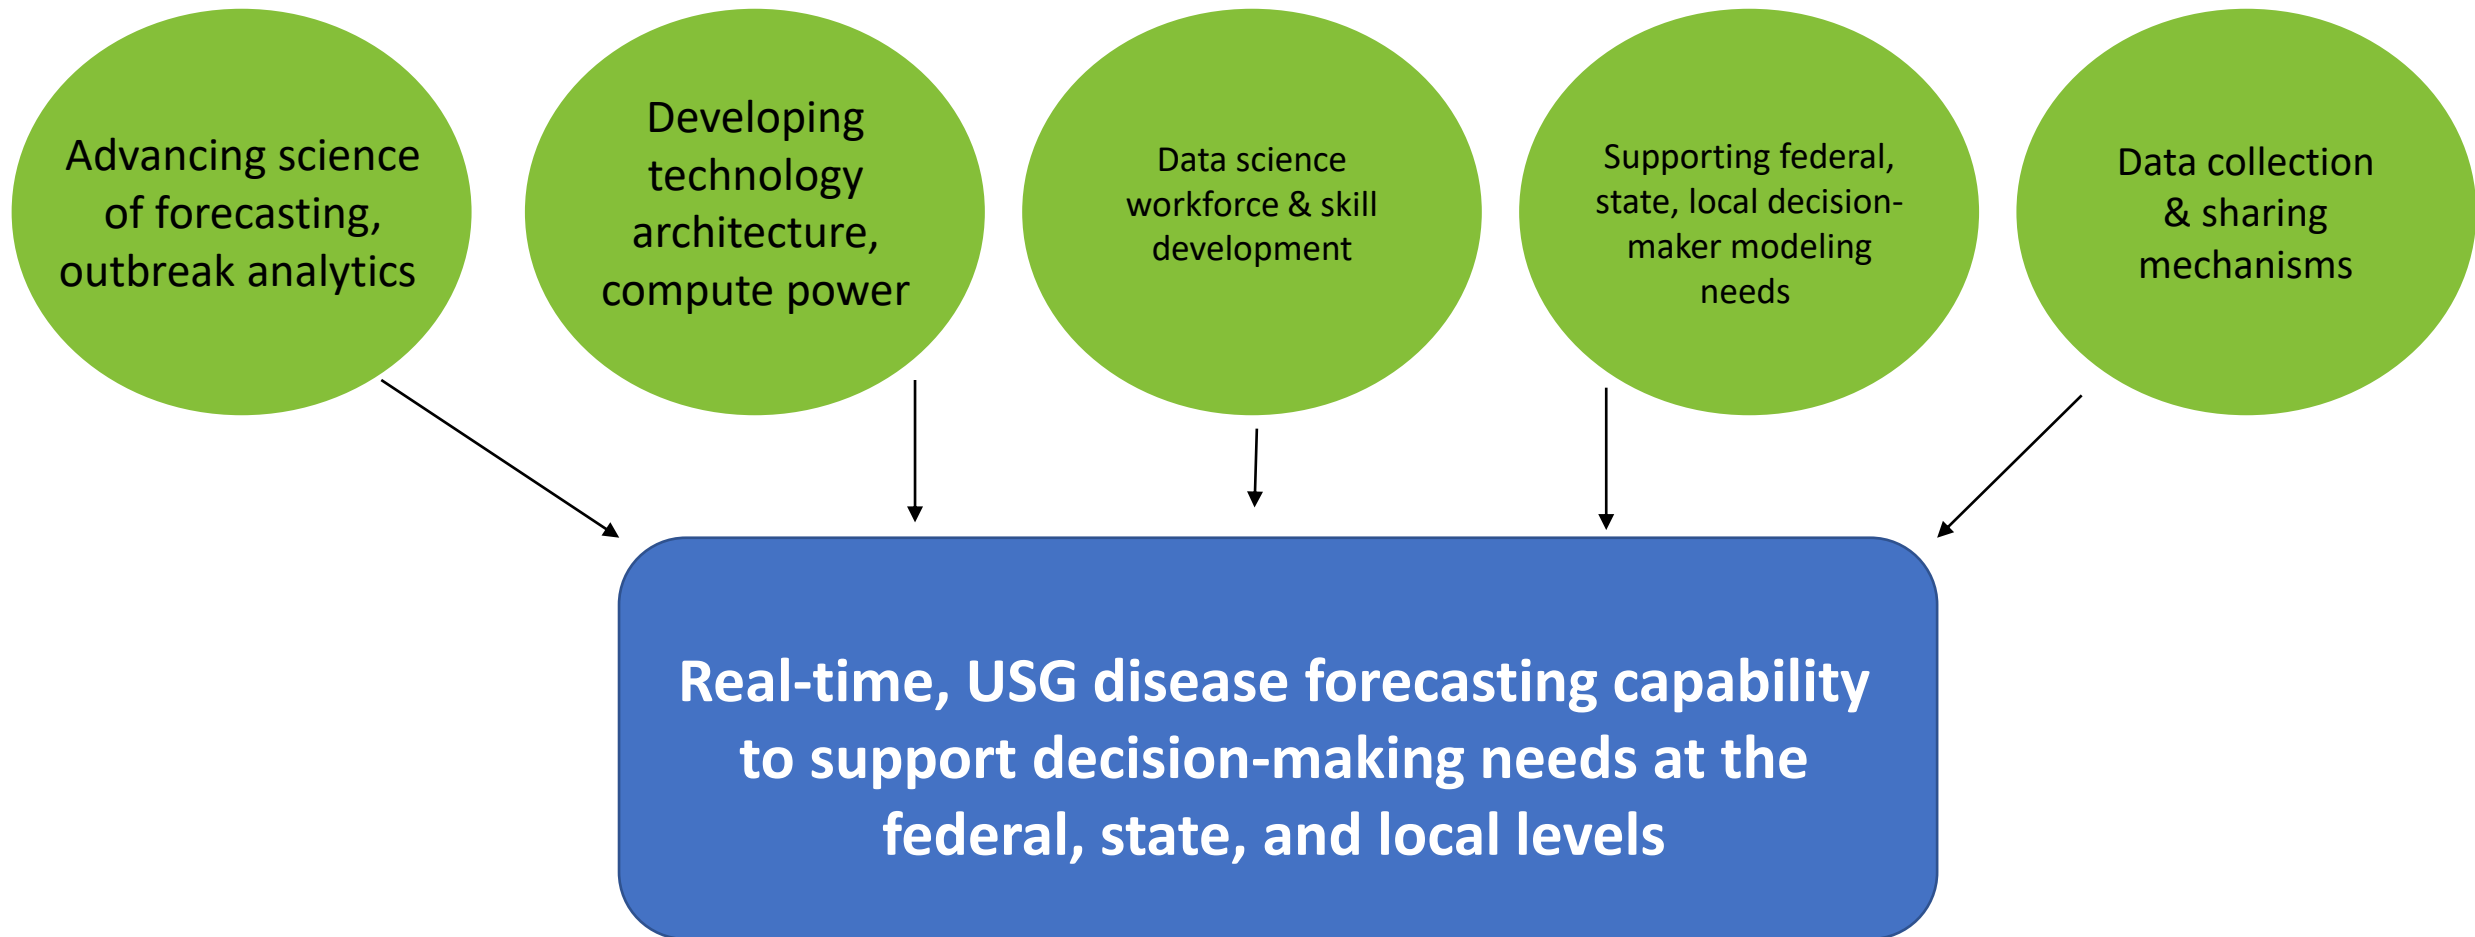 Advancing science
of forecasting,
outbreak analytics
Developing
technology
architecture,
compute power
Data science
workforce & skill
development
Supporting federal,
state, local decision-
maker modeling
needs
Data collection
& sharing
mechanisms
Real-time, USG disease forecasting capability
to support decision-making needs at the
federal, state, and local levels